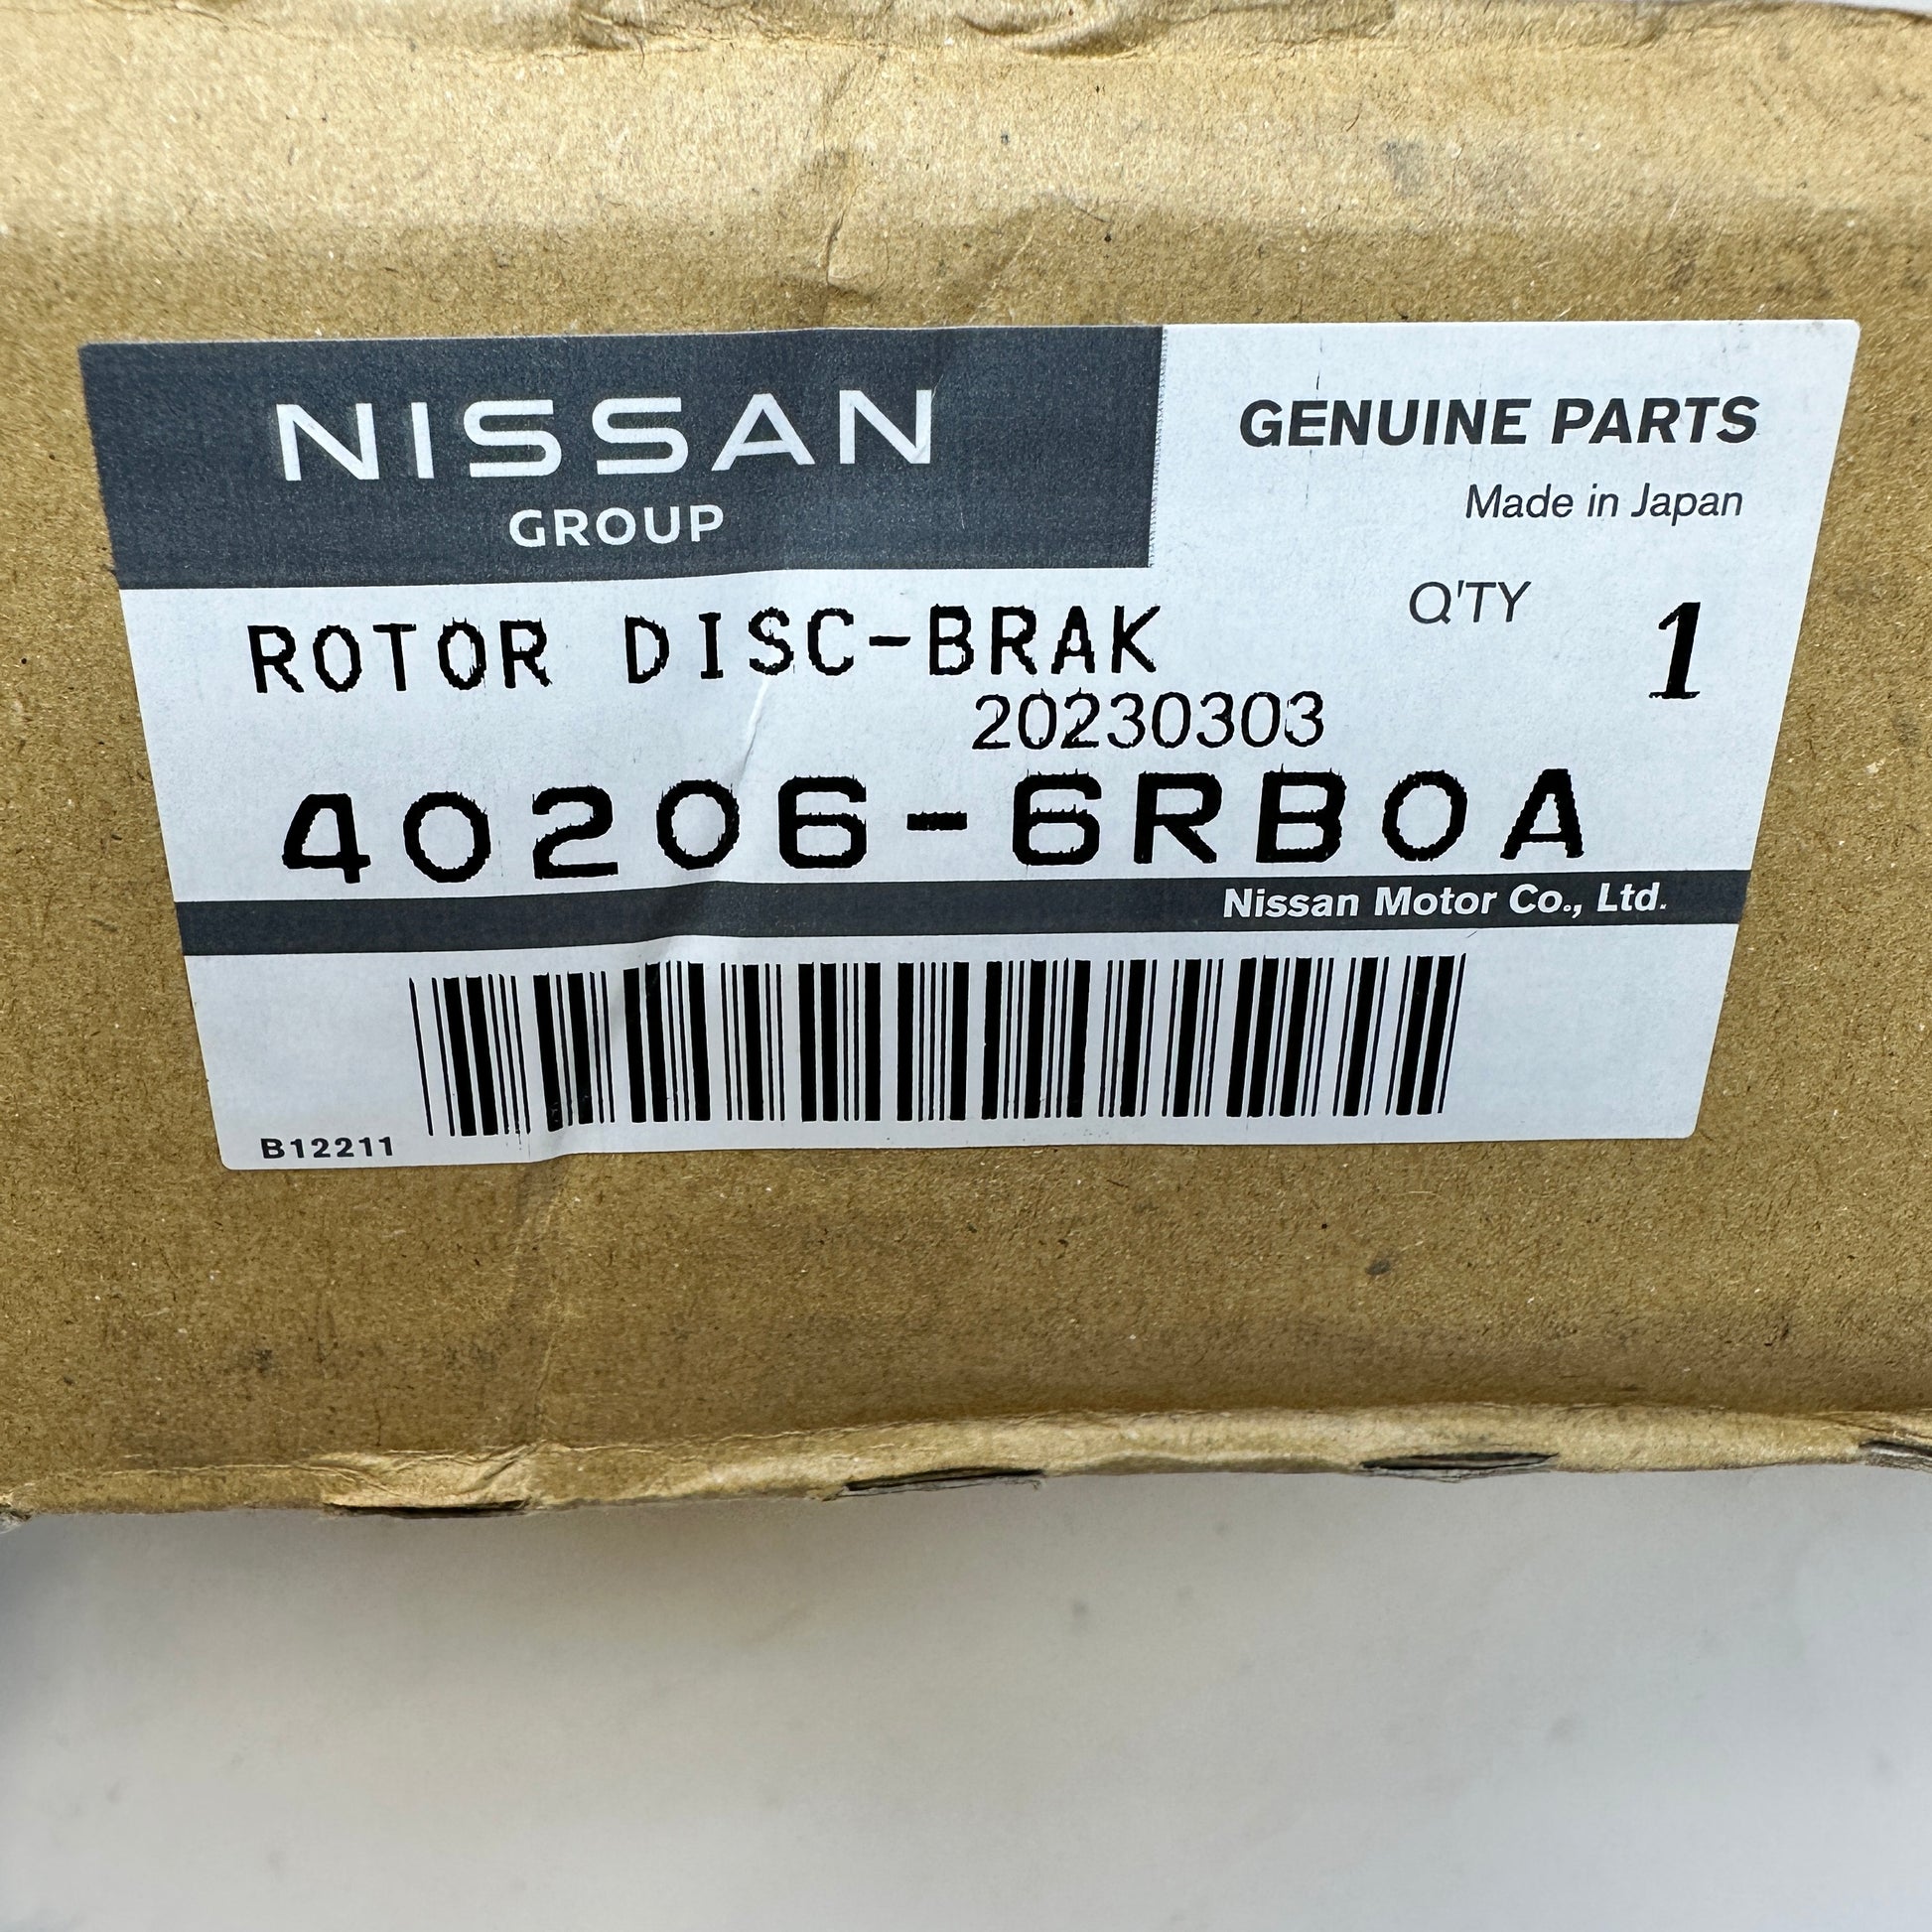 NISSAN
GROUP
GENUINE PARTS
Made in Japan
Q'TY 1
ROTOR DISC-BRAK
20230303
40206-6RB0A
Nissan Motor Co., Ltd.
B12211